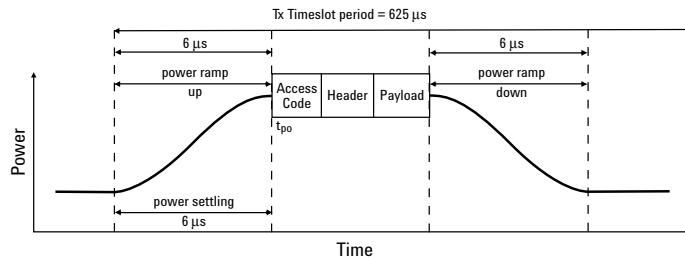 Tx Timeslot period = 625 μs
6 μs
6 μs
power ramp
up
Access
Code
Header
Payload
power ramp
down
tpo
Power
power settling
6 μs
Time